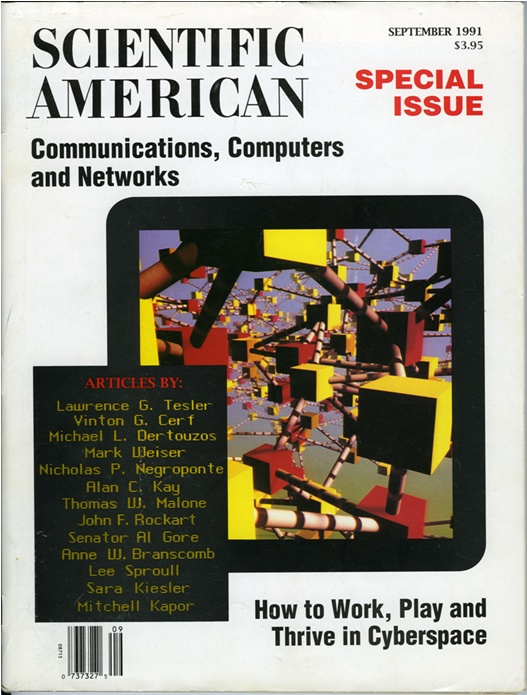 SCIENTIFIC
AMERICAN
SEPTEMBER 1991
$3.95
SPECIAL
ISSUE
Communications, Computers
and Networks
ARTICLES BY:
Lawrence G. Tesler
Vinton G. Cerf
Michael L. Dertouzos
Mark Weiser
Nicholas P. Negroponte
Alan C. Kay
Thomas W. Malone
John F. Rockart
Senator Al Gore
Anne W. Branscomb
Lee Sproull
Sara Kiesler
Mitchell Kapor
How to Work, Play and
Thrive in Cyberspace
09
0 737327 5